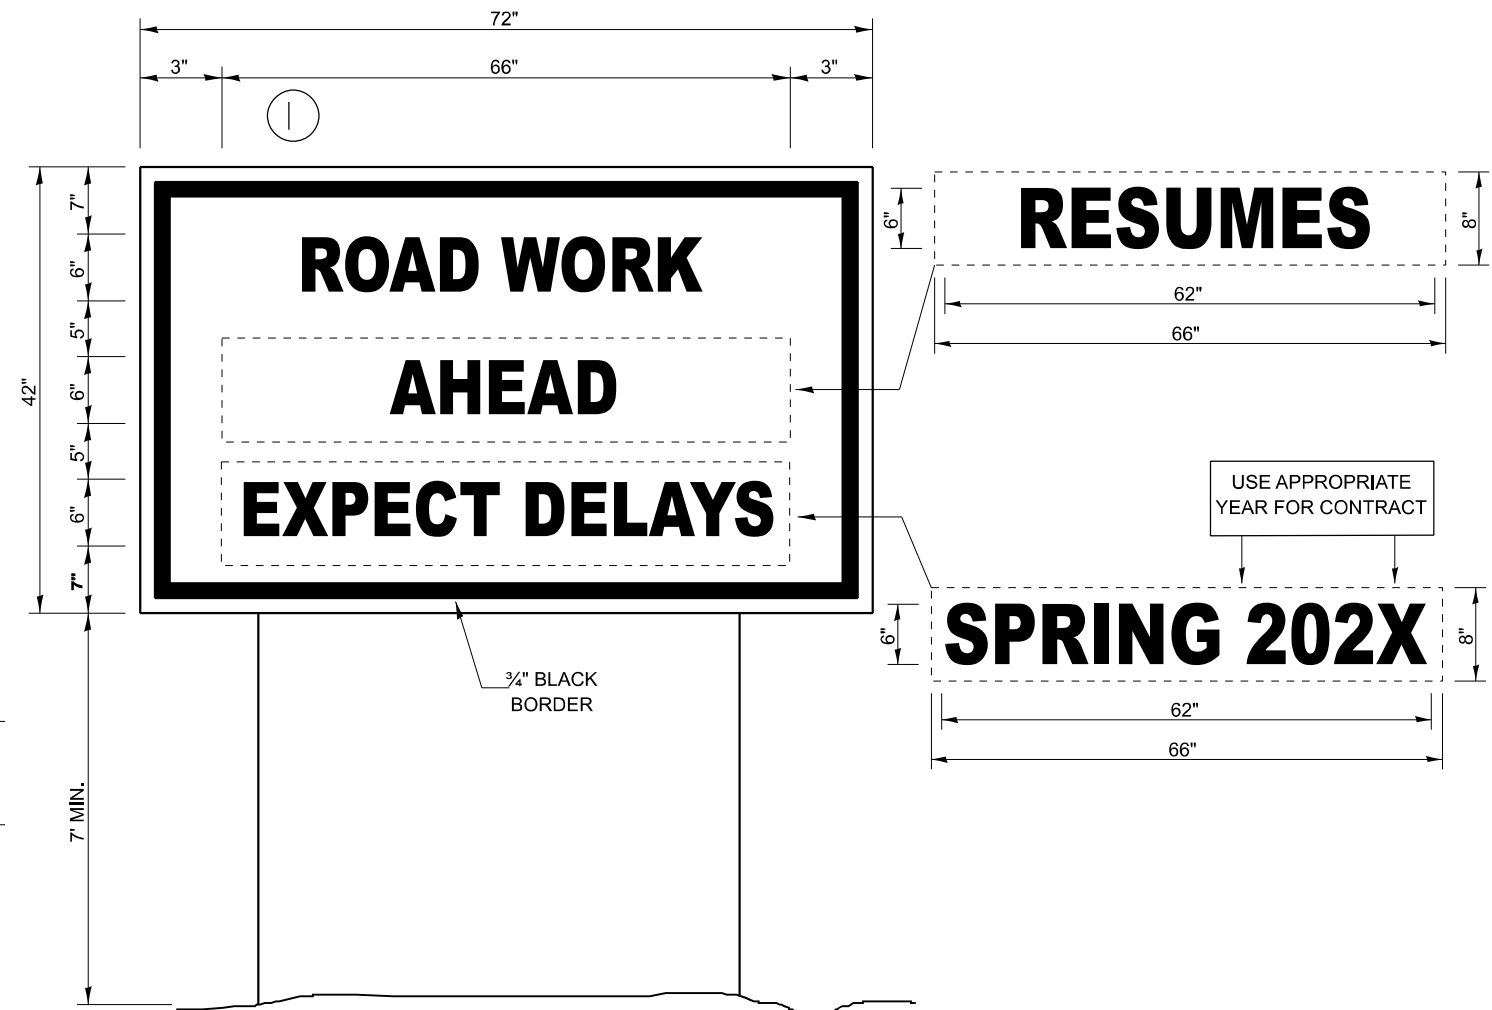 72"
3" 66" 3"
I
ROAD WORK
AHEAD
EXPECT DELAYS
42"
7"
6"
5"
6"
5"
6"
7"
7' MIN.
¾" BLACK
BORDER
RESUMES
6"
8"
62"
66"
USE APPROPRIATE
YEAR FOR CONTRACT
SPRING 202X
6"
8"
62"
66"